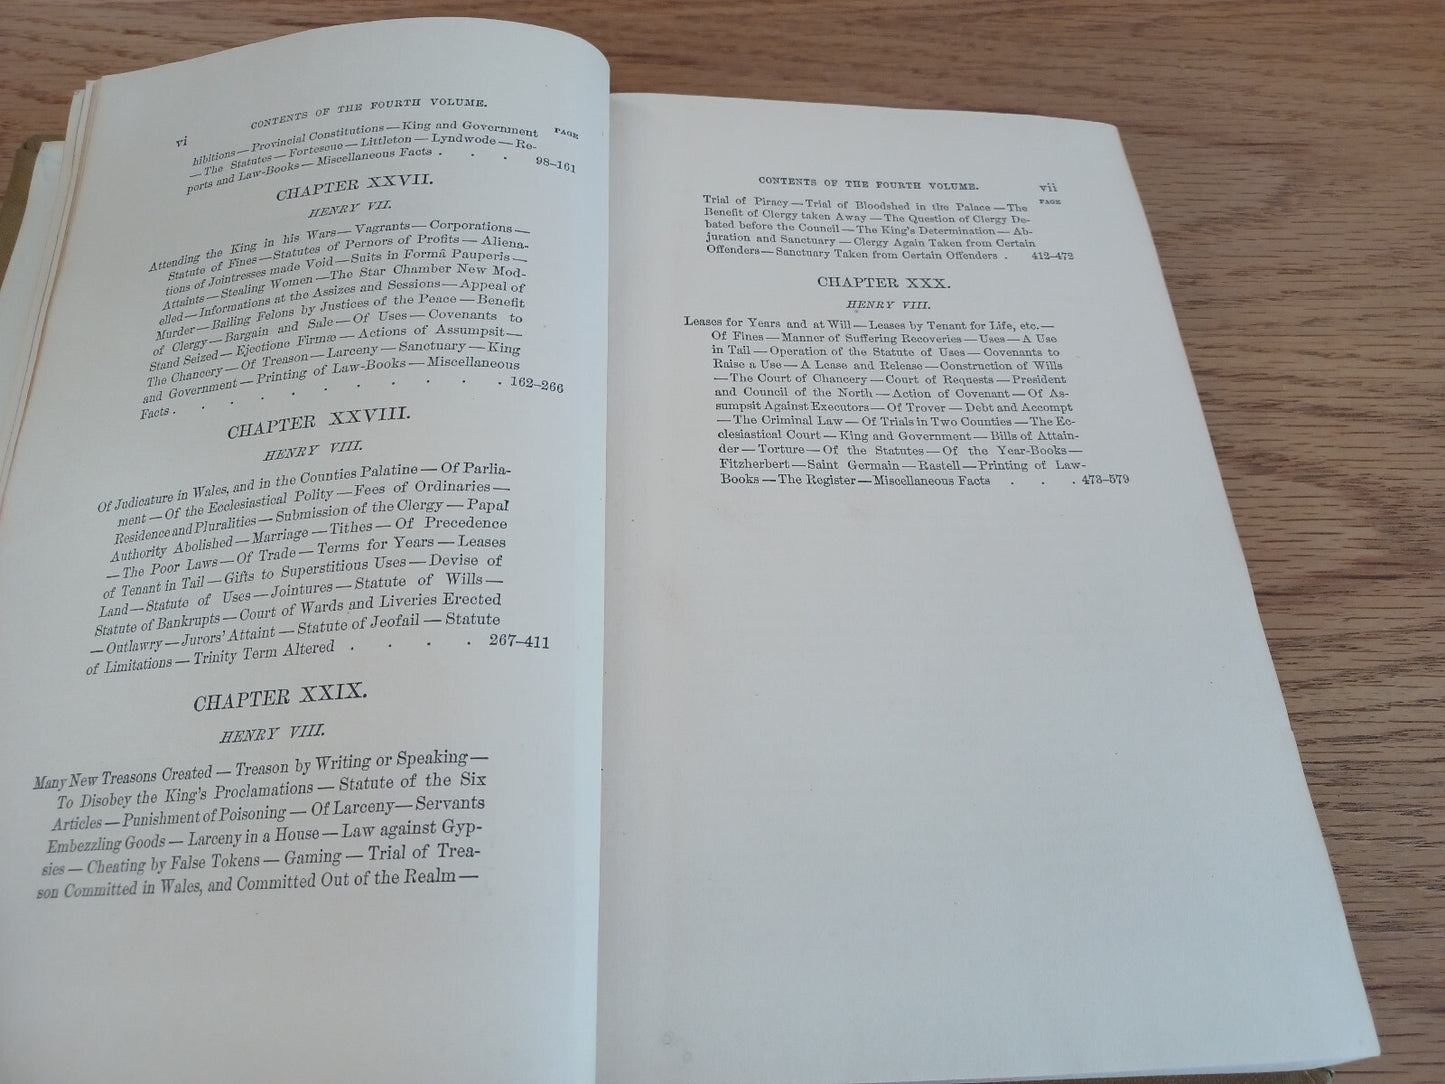 vi
CONTENTS OF THE FOURTH VOLUME.
PAGE
hibitions—Provincial Constitutions—King and Government
—The Statutes—Fortescue—Littleton—Lyndwode—Re-
ports and Law-Books—Miscellaneous Facts . . . 98–161
CHAPTER XXVII.
HENRY VII.
Attending the King in his Wars—Vagrants—Corporations—
Statute of Fines—Statutes of Pernors of Profits—Aliena-
tions of Jointresses made Void—Suits in Formâ Pauperis—
Attaints—Stealing Women—The Star Chamber New Mod-
elled—Informations at the Assizes and Sessions—Appeal of
Murder—Bailing Felons by Justices of the Peace—Benefit
of Clergy—Bargain and Sale—Of Uses—Covenants to
Stand Seized—Ejectione Firmæ—Actions of Assumpsit—
The Chancery—Of Treason—Larceny—Sanctuary—King
and Government—Printing of Law-Books—Miscellaneous
Facts . . . . . . . . . . 162–266
CHAPTER XXVIII.
HENRY VIII.
Of Judicature in Wales, and in the Counties Palatine—Of Parlia-
ment—Of the Ecclesiastical Polity—Fees of Ordinaries—
Residence and Pluralities—Submission of the Clergy—Papal
Authority Abolished—Marriage—Tithes—Of Precedence
—The Poor Laws—Of Trade—Terms for Years—Leases
of Tenant in Tail—Gifts to Superstitious Uses—Devise of
Land—Statute of Uses—Jointures—Statute of Wills—
Statute of Bankrupts—Court of Wards and Liveries Erected
—Outlawry—Jurors' Attaint—Statute of Jeofail—Statute
of Limitations—Trinity Term Altered . . . . 267–411
CHAPTER XXIX.
HENRY VIII.
Many New Treasons Created—Treason by Writing or Speaking—
To Disobey the King's Proclamations—Statute of the Six
Articles—Punishment of Poisoning—Of Larceny—Servants
Embezzling Goods—Larceny in a House—Law against Gyp-
sies—Cheating by False Tokens—Gaming—Trial of Trea-
son Committed in Wales, and Committed Out of the Realm—
CONTENTS OF THE FOURTH VOLUME. vii
PAGE
Trial of Piracy—Trial of Bloodshed in the Palace—The
Benefit of Clergy taken Away—The Question of Clergy De-
bated before the Council—The King's Determination—Ab-
juration and Sanctuary—Clergy Again Taken from Certain
Offenders—Sanctuary Taken from Certain Offenders . 412–472
CHAPTER XXX.
HENRY VIII.
Leases for Years and at Will—Leases by Tenant for Life, etc.—
Of Fines—Manner of Suffering Recoveries—Uses—A Use
in Tail—Operation of the Statute of Uses—Covenants to
Raise a Use—A Lease and Release—Construction of Wills
—The Court of Chancery—Court of Requests—President
and Council of the North—Action of Covenant—Of As-
sumpsit Against Executors—Of Trover—Debt and Accompt
—The Criminal Law—Of Trials in Two Counties—The Ec-
clesiastical Court—King and Government—Bills of Attain-
der—Torture—Of the Statutes—Of the Year-Books—
Fitzherbert—Saint Germain—Rastell—Printing of Law-
Books—The Register—Miscellaneous Facts . . . 473–579